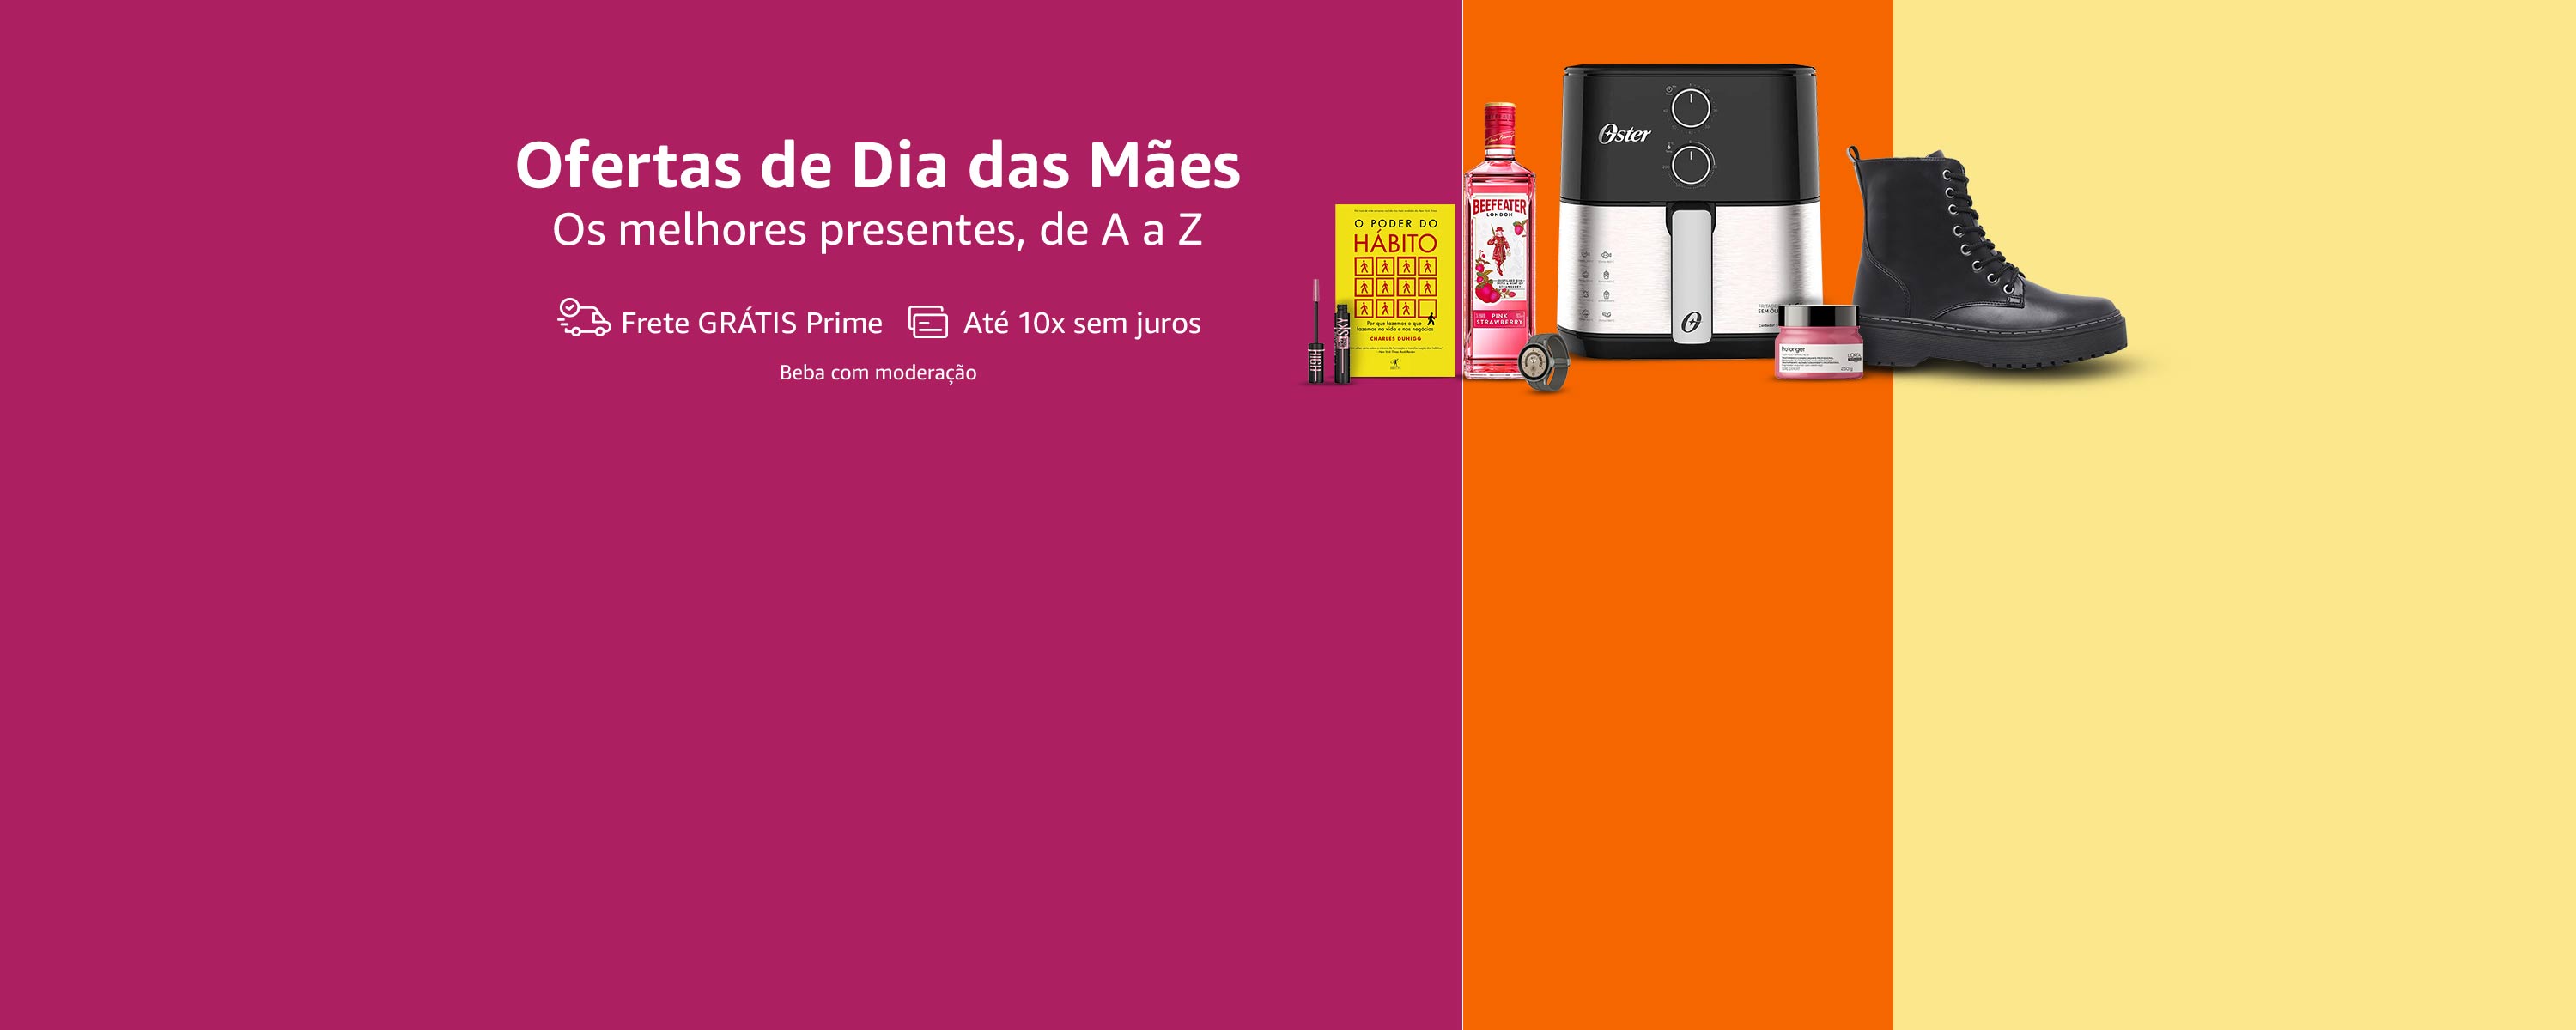 Ofertas de Dia das Mães
Os melhores presentes, de A a Z
Frete GRÁTIS Prime
Até 10x sem juros
Beba com moderação
SKY
HIGH
O PODER DO
HÁBITO
Por que fazemos o que
fazemos na vida e nos negócios
CHARLES DUHIGG
BEEFEATER
LONDON
PINK
STRAWBERRY
Oster
Pro longer
250 g